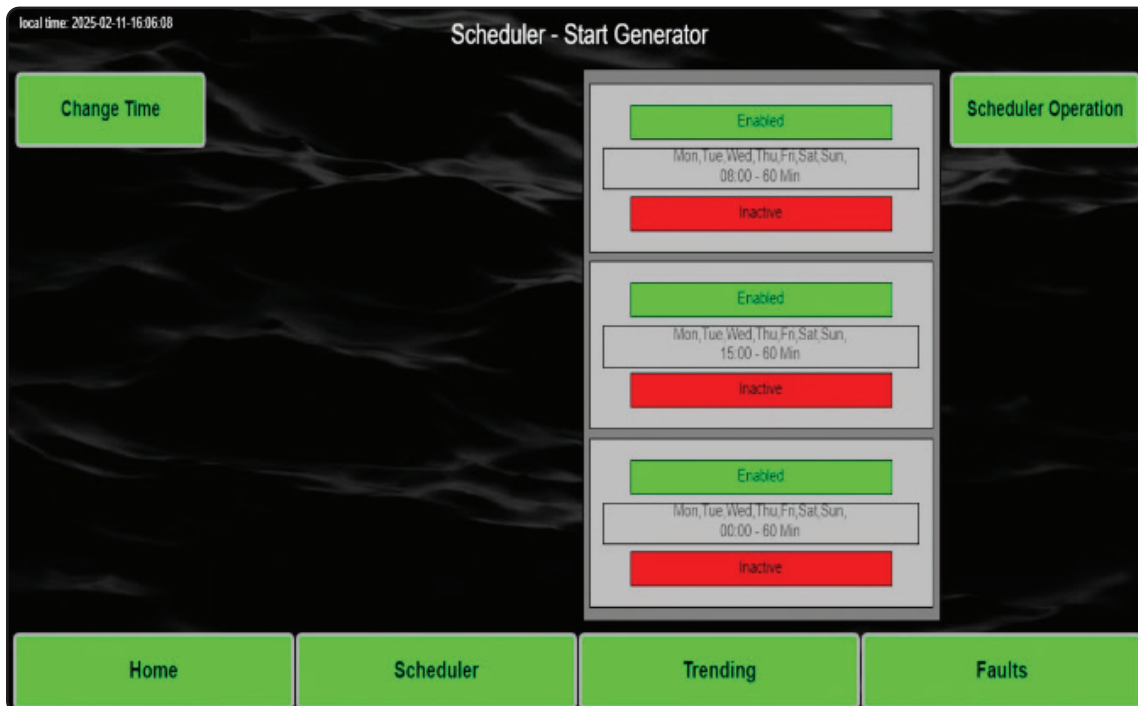 local time: 2025-02-11-16:06:08
Scheduler - Start Generator
Change Time
Scheduler Operation
Enabled
Mon,Tue,Wed,Thu,Fri,Sat,Sun,
08:00 - 60 Min
Inactive
Enabled
Mon,Tue,Wed,Thu,Fri,Sat,Sun,
15:00 - 60 Min
Inactive
Enabled
Mon,Tue,Wed,Thu,Fri,Sat,Sun,
00:00 - 60 Min
Inactive
Home
Scheduler
Trending
Faults